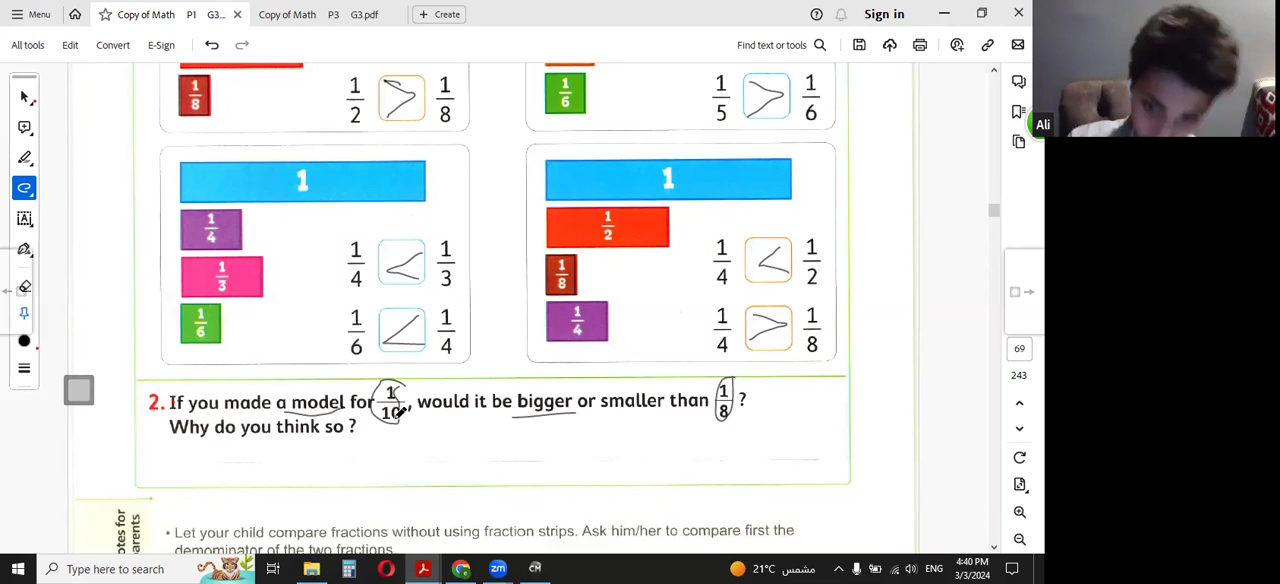 Menu
Copy of Math P1 G3...
Copy of Math P3 G3.pdf
Create
Sign in
All tools
Edit
Convert
E-Sign
Find text or tools
1/8
1/2 > 1/8
1/6
1/5 > 1/6
1
1/4
1/3
1/6
1/4 < 1/3
1/6 < 1/4
1
1/2
1/8
1/4
1/4 < 1/2
1/4 > 1/8
2. If you made a model for 1/10, would it be bigger or smaller than 1/8 ?
Why do you think so ?
otes for
parents
• Let your child compare fractions without using fraction strips. Ask him/her to compare first the
demominator of the two fractions.
Ali
69
243
Type here to search
21°C مشمس
ENG
4:40 PM
3/3/2024